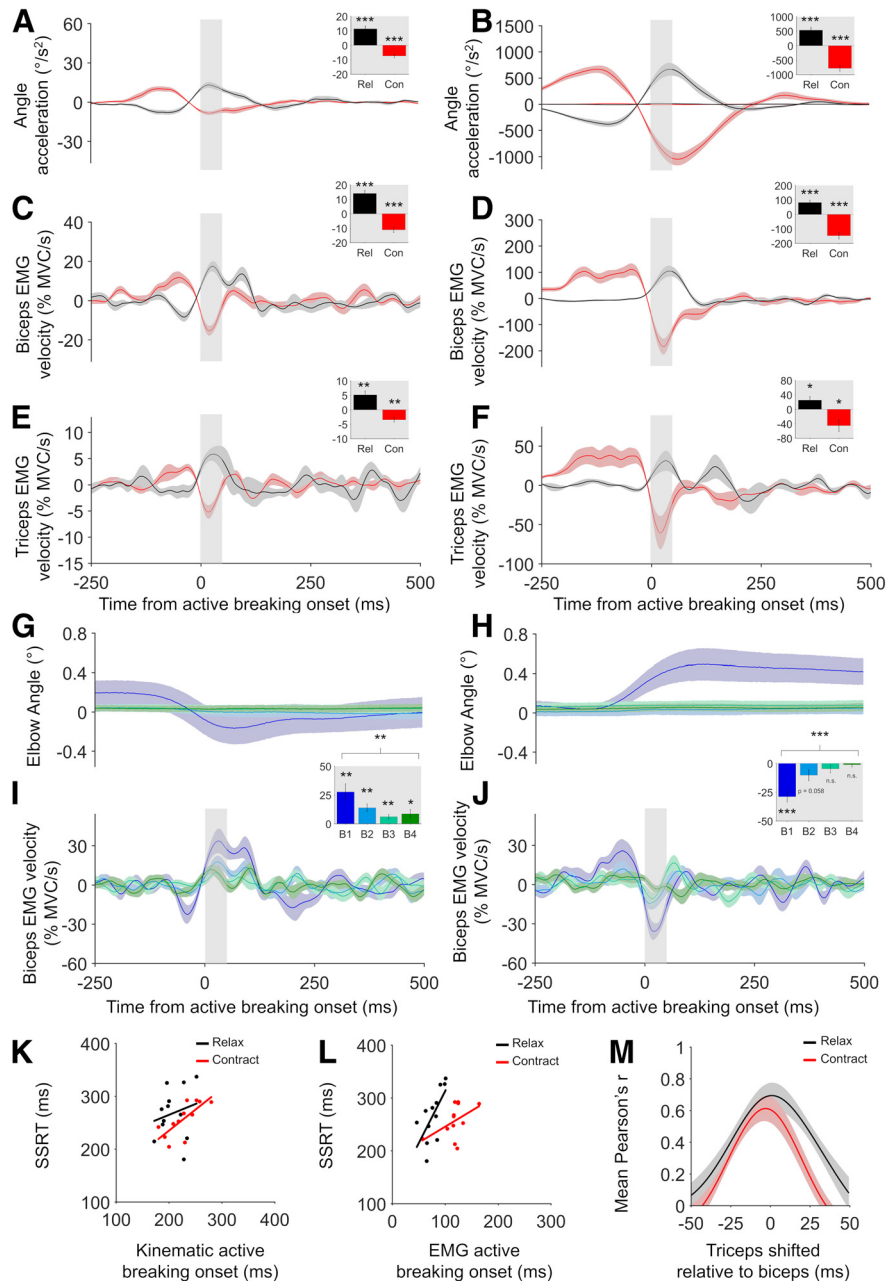 A
Angle
acceleration (°/s²)
60
30
0
-30
20
10
0
-10
-20
***
***
Rel Con
B
Angle
acceleration (°/s²)
1500
1000
500
0
-500
-1000
1000
500
0
-500
-1000
***
***
Rel Con
C
Biceps EMG
velocity (% MVC/s)
40
20
0
-20
20
10
0
-10
-20
***
***
Rel Con
D
Biceps EMG
velocity (% MVC/s)
300
200
100
0
-100
-200
200
100
0
-100
-200
***
***
Rel Con
E
Triceps EMG
velocity (% MVC/s)
15
10
5
0
-5
-10
-15
10
5
0
-5
-10
**
**
Rel Con
-250 0 250 500
Time from active breaking onset (ms)
F
Triceps EMG
velocity (% MVC/s)
100
50
0
-50
-100
80
40
0
-40
-80
*
*
Rel Con
-250 0 250 500
Time from active breaking onset (ms)
G
Elbow Angle (°)
0.8
0.4
0
-0.4
H
Elbow Angle (°)
0.8
0.4
0
-0.4
I
Biceps EMG velocity
(% MVC/s)
30
0
-30
-60
**
50
25
0
**
**
**
*
B1 B2 B3 B4
-250 0 250 500
Time from active breaking onset (ms)
J
Biceps EMG velocity
(% MVC/s)
30
0
-30
-60
***
0
-25
-50
***
p = 0.058
n.s.
n.s.
B1 B2 B3 B4
-250 0 250 500
Time from active breaking onset (ms)
K
SSRT
(ms)
400
300
200
100
Relax
Contract
100 200 300 400
Kinematic active
breaking onset (ms)
L
SSRT
(ms)
400
300
200
100
Relax
Contract
0 100 200 300
EMG active
breaking onset (ms)
M
Mean Pearson's r
1
0.8
0.6
0.4
0.2
0
Relax
Contract
-50 -25 0 25 50
Triceps shifted
relative to biceps (ms)